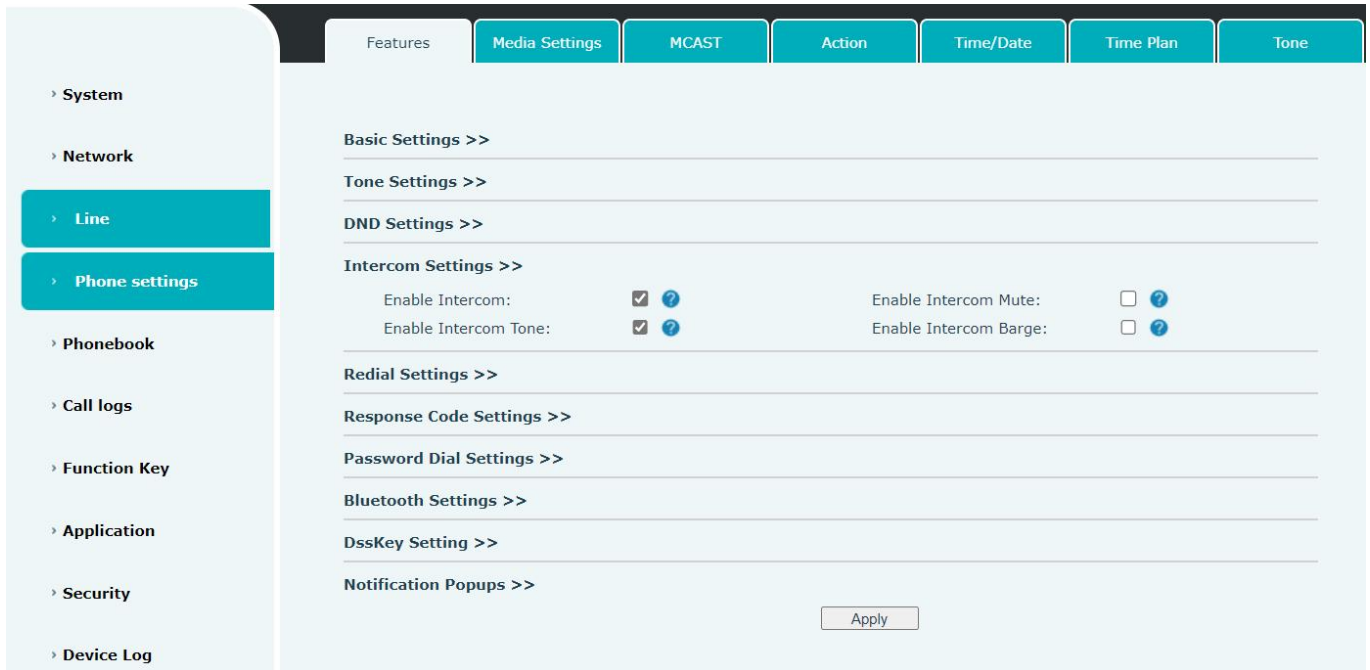 Features
Media Settings
MCAST
Action
Time/Date
Time Plan
Tone
› System
› Network
› Line
› Phone settings
› Phonebook
› Call logs
› Function Key
› Application
› Security
› Device Log
Basic Settings >>
Tone Settings >>
DND Settings >>
Intercom Settings >>
Enable Intercom: ? Enable Intercom Mute: ?
Enable Intercom Tone: ? Enable Intercom Barge: ?
Redial Settings >>
Response Code Settings >>
Password Dial Settings >>
Bluetooth Settings >>
DssKey Setting >>
Notification Popups >>
Apply